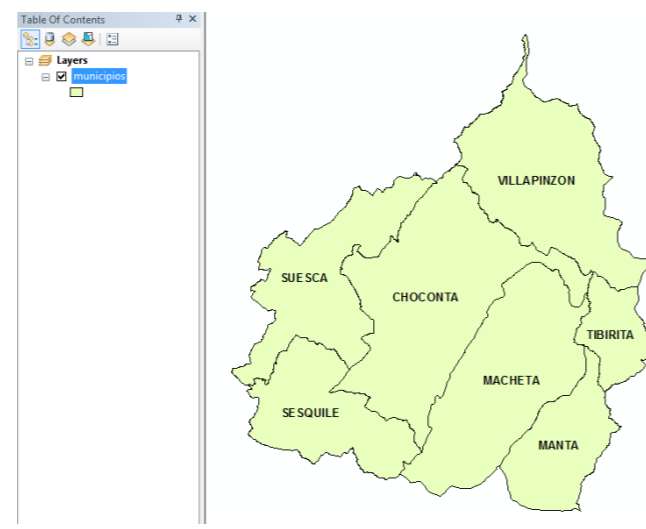 Table Of Contents
Layers
municipios
VILLAPINZON
SUESCA
CHOCONTA
TIBIRITA
MACHETA
SESQUILE
MANTA